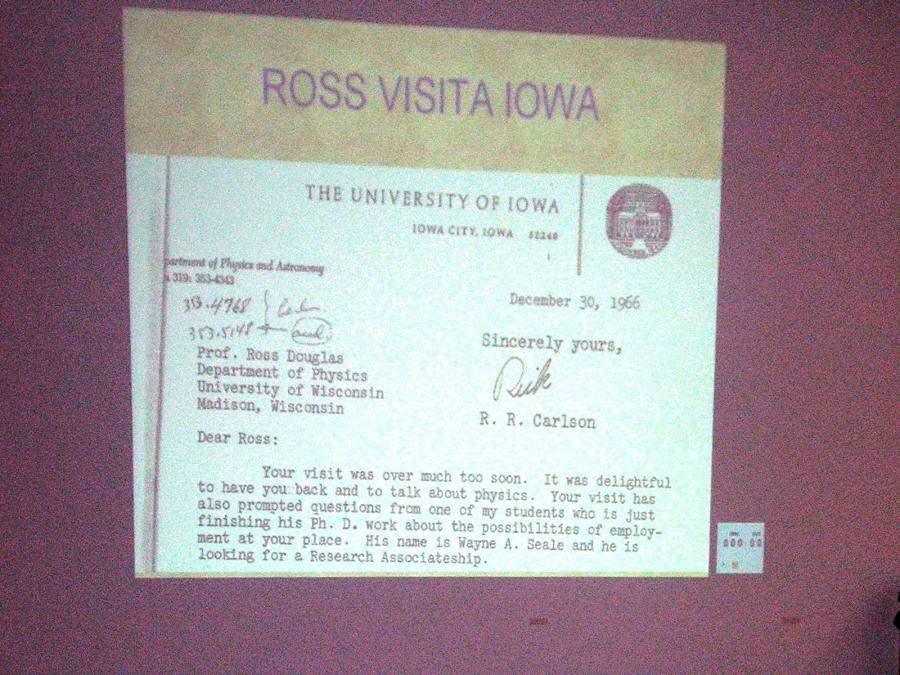 ROSS VISITA IOWA
THE UNIVERSITY OF IOWA
IOWA CITY, IOWA 52240
partment of Physics and Astronomy
319: 353-4343
December 30, 1966
353.5148
Sincerely yours,
Rick
R. R. Carlson
Prof. Ross Douglas
Department of Physics
University of Wisconsin
Madison, Wisconsin
Dear Ross:
Your visit was over much too soon. It was delightful
to have you back and to talk about physics. Your visit has
also prompted questions from one of my students who is just
finishing his Ph. D. work about the possibilities of employ-
ment at your place. His name is Wayne A. Seale and he is
looking for a Research Associateship.
000:00